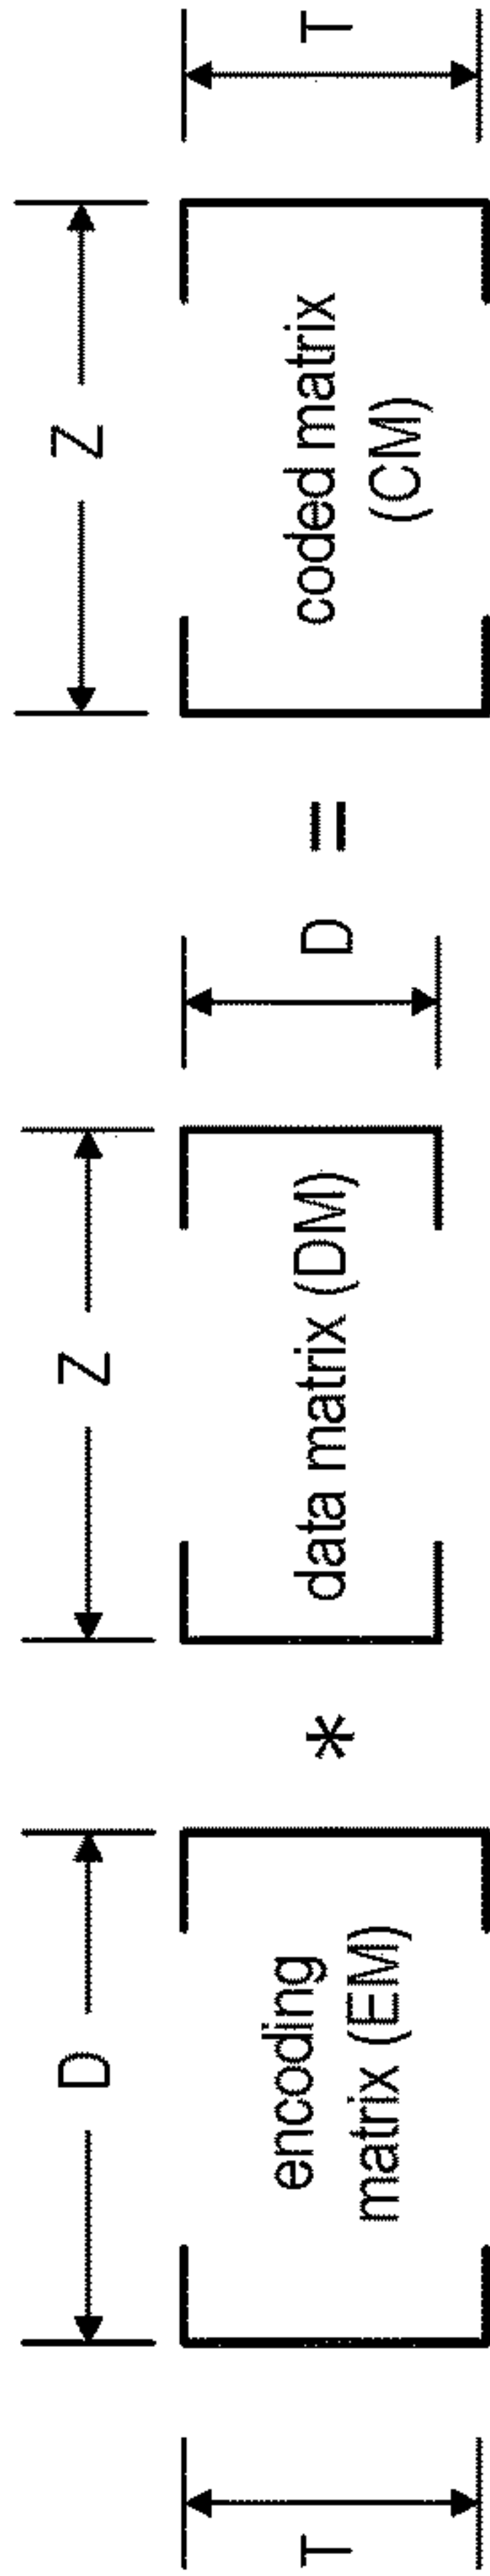 T
D
encoding
matrix (EM)
*
Z
data matrix (DM)
D
=
Z
coded matrix
(CM)
T